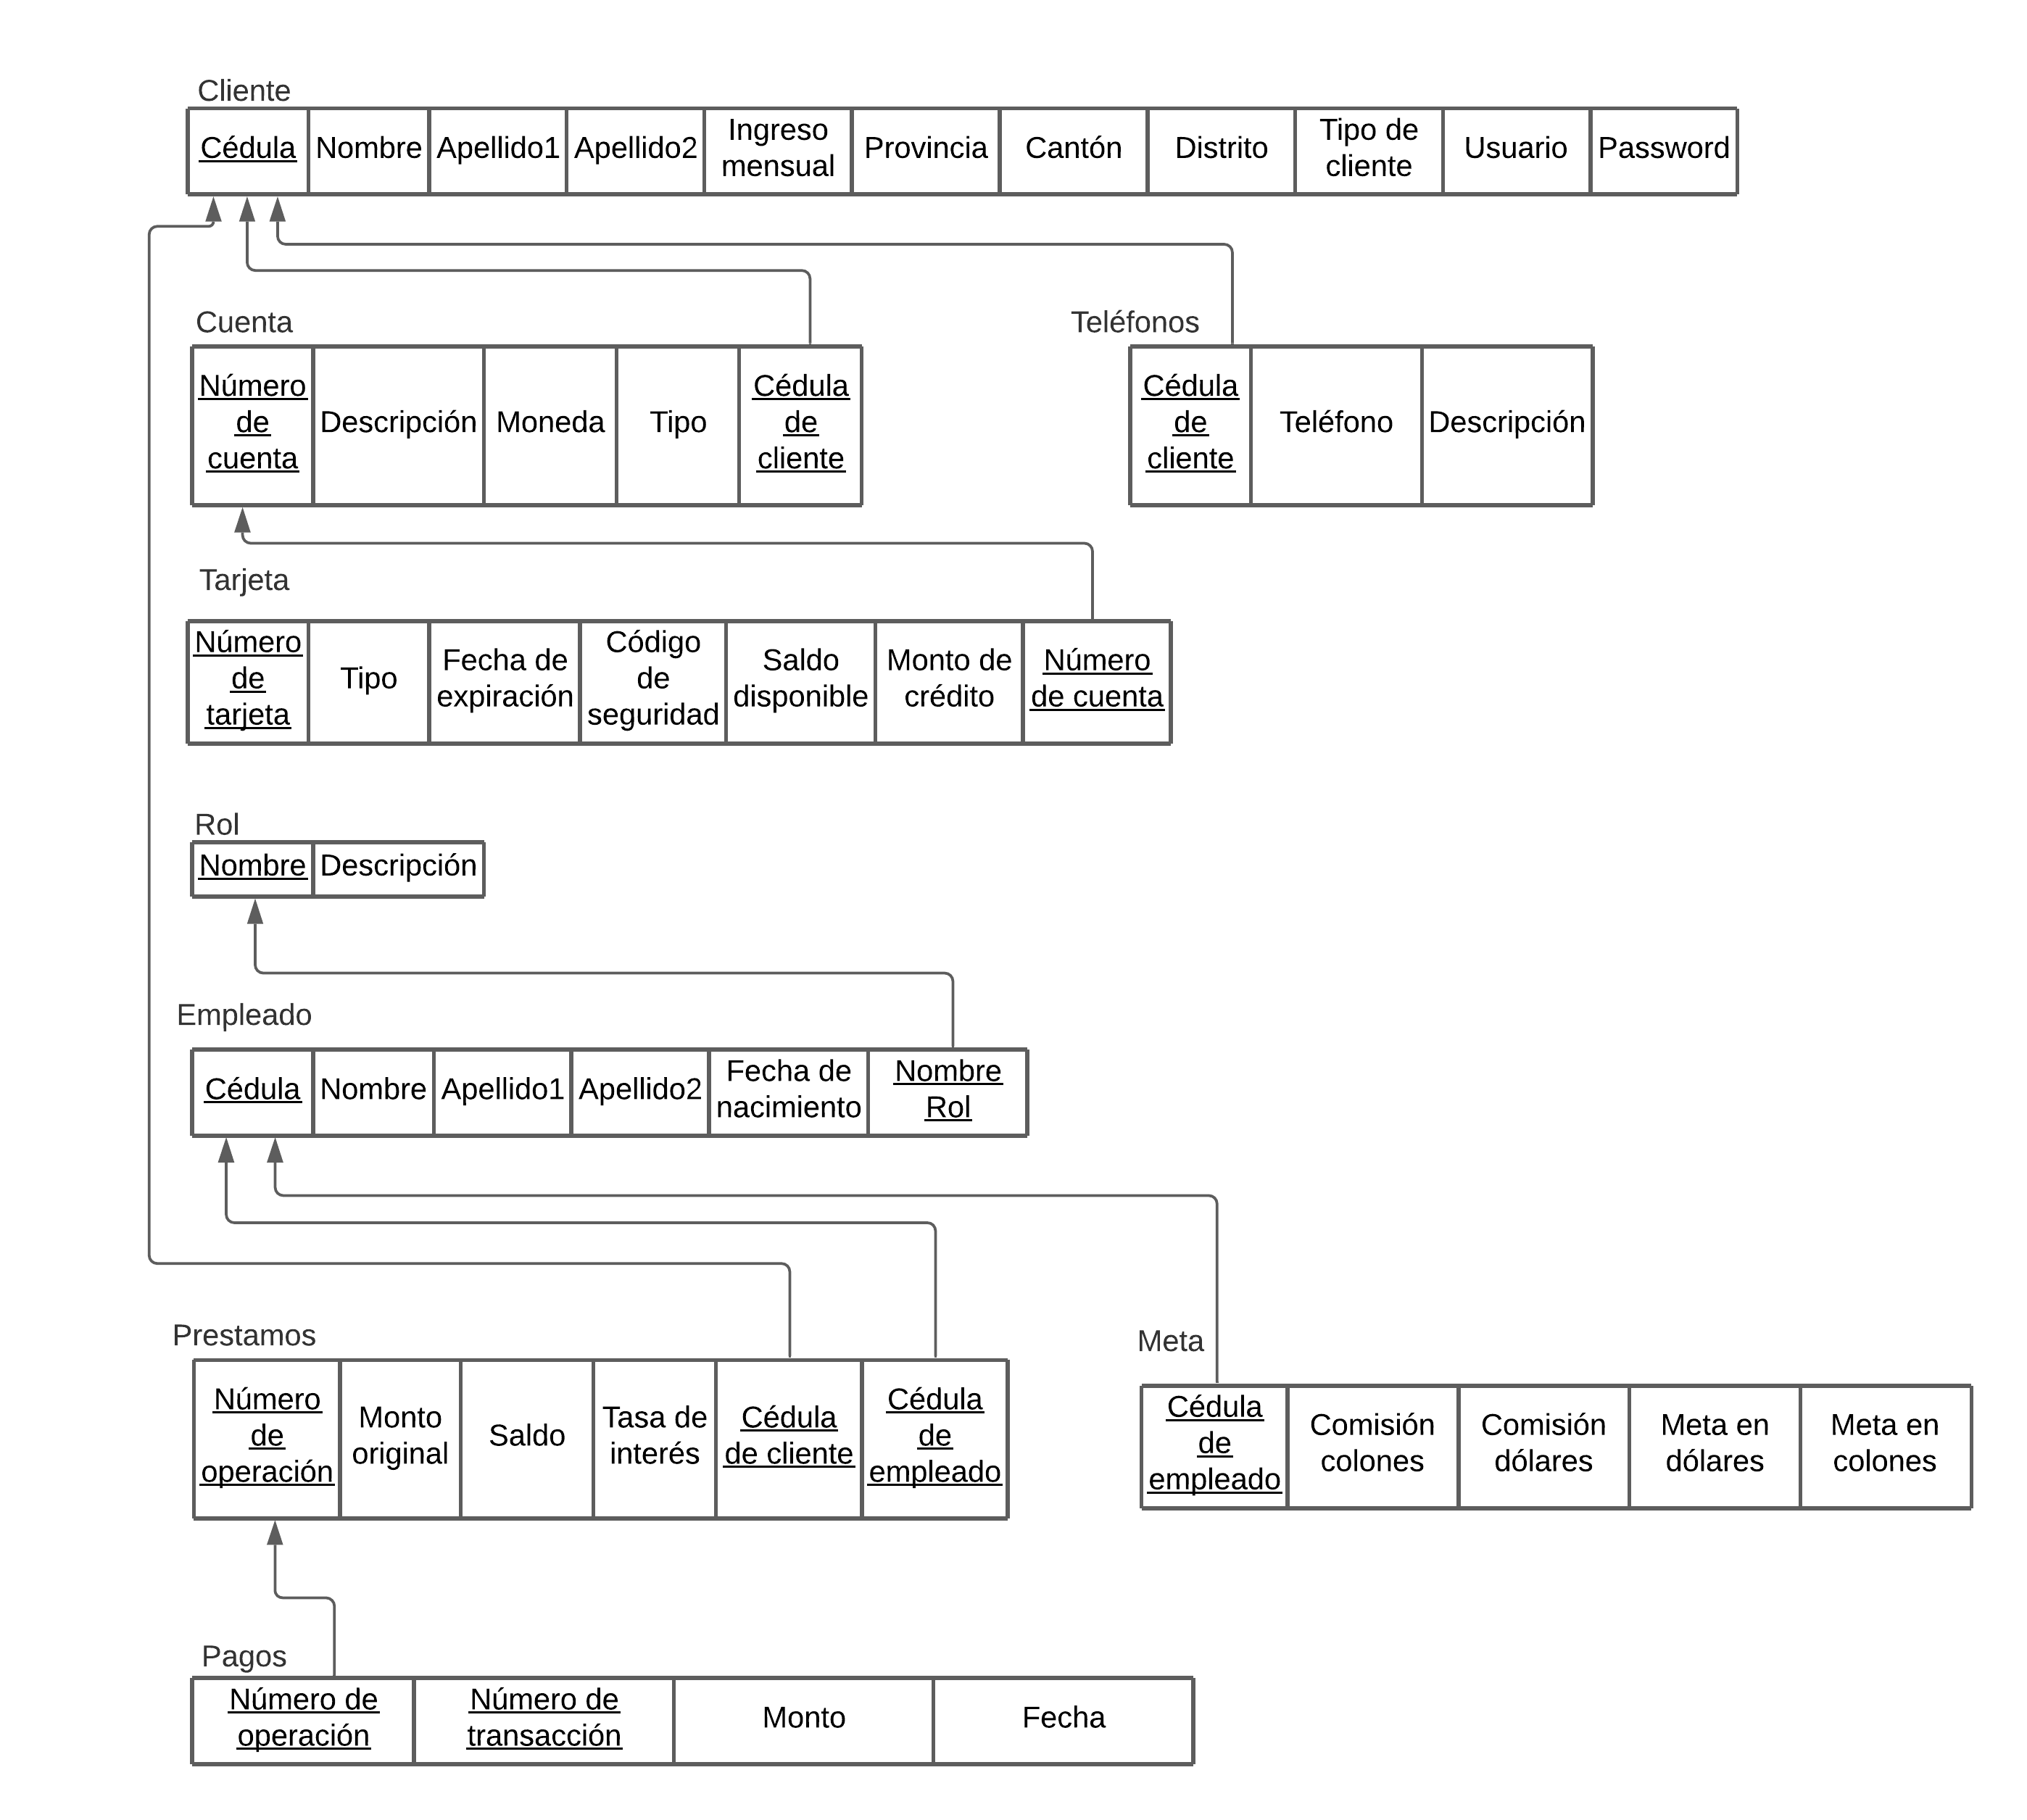 Cliente
Cédula Nombre Apellido1 Apellido2 Ingreso mensual Provincia Cantón Distrito Tipo de cliente Usuario Password
Cuenta
Número de cuenta Descripción Moneda Tipo Cédula de cliente
Teléfonos
Cédula de cliente Teléfono Descripción
Tarjeta
Número de tarjeta Tipo Fecha de expiración Código de seguridad Saldo disponible Monto de crédito Número de cuenta
Rol
Nombre Descripción
Empleado
Cédula Nombre Apellido1 Apellido2 Fecha de nacimiento Nombre Rol
Prestamos
Número de operación Monto original Saldo Tasa de interés Cédula de cliente Cédula de empleado
Meta
Cédula de empleado Comisión colones Comisión dólares Meta en dólares Meta en colones
Pagos
Número de operación Número de transacción Monto Fecha